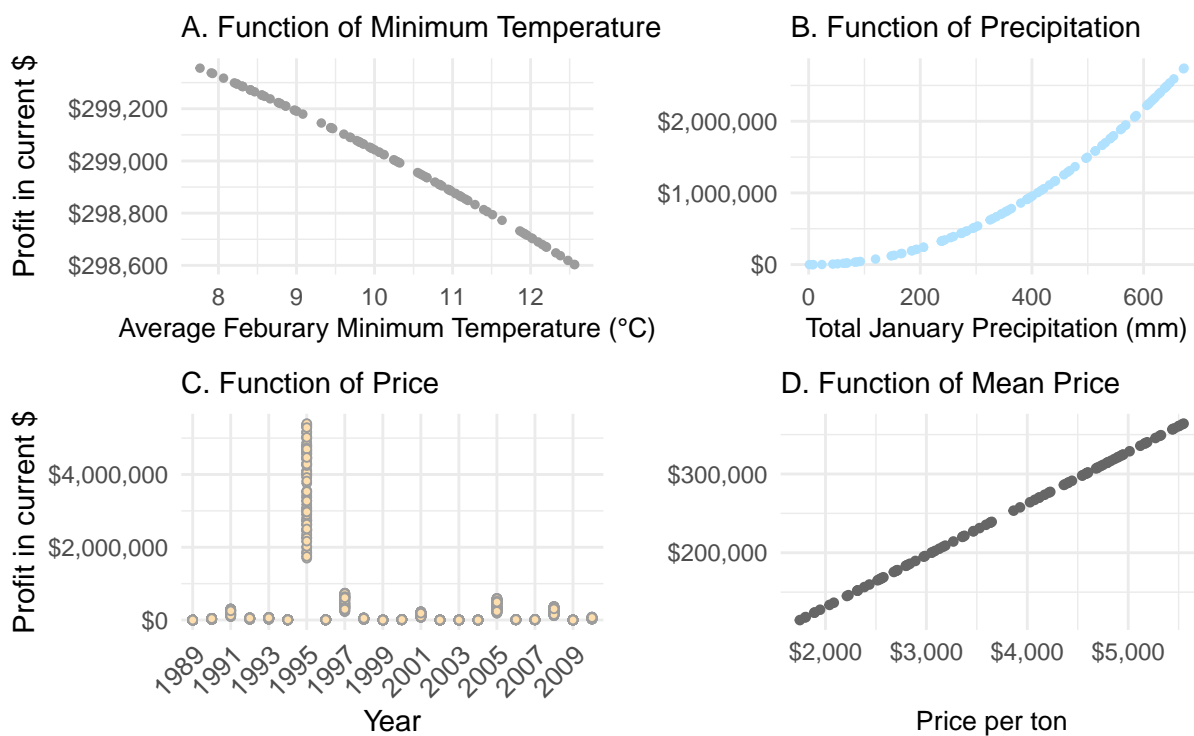 A. Function of Minimum Temperature
Profit in current $
$299,200
$299,000
$298,800
$298,600
8 9 10 11 12
Average Feburary Minimum Temperature (°C)
B. Function of Precipitation
$2,000,000
$1,000,000
$0
0 200 400 600
Total January Precipitation (mm)
C. Function of Price
Profit in current $
$4,000,000
$2,000,000
$0
1989 1991 1993 1995 1997 1999 2001 2003 2005 2007 2009
Year
D. Function of Mean Price
$300,000
$200,000
$2,000 $3,000 $4,000 $5,000
Price per ton